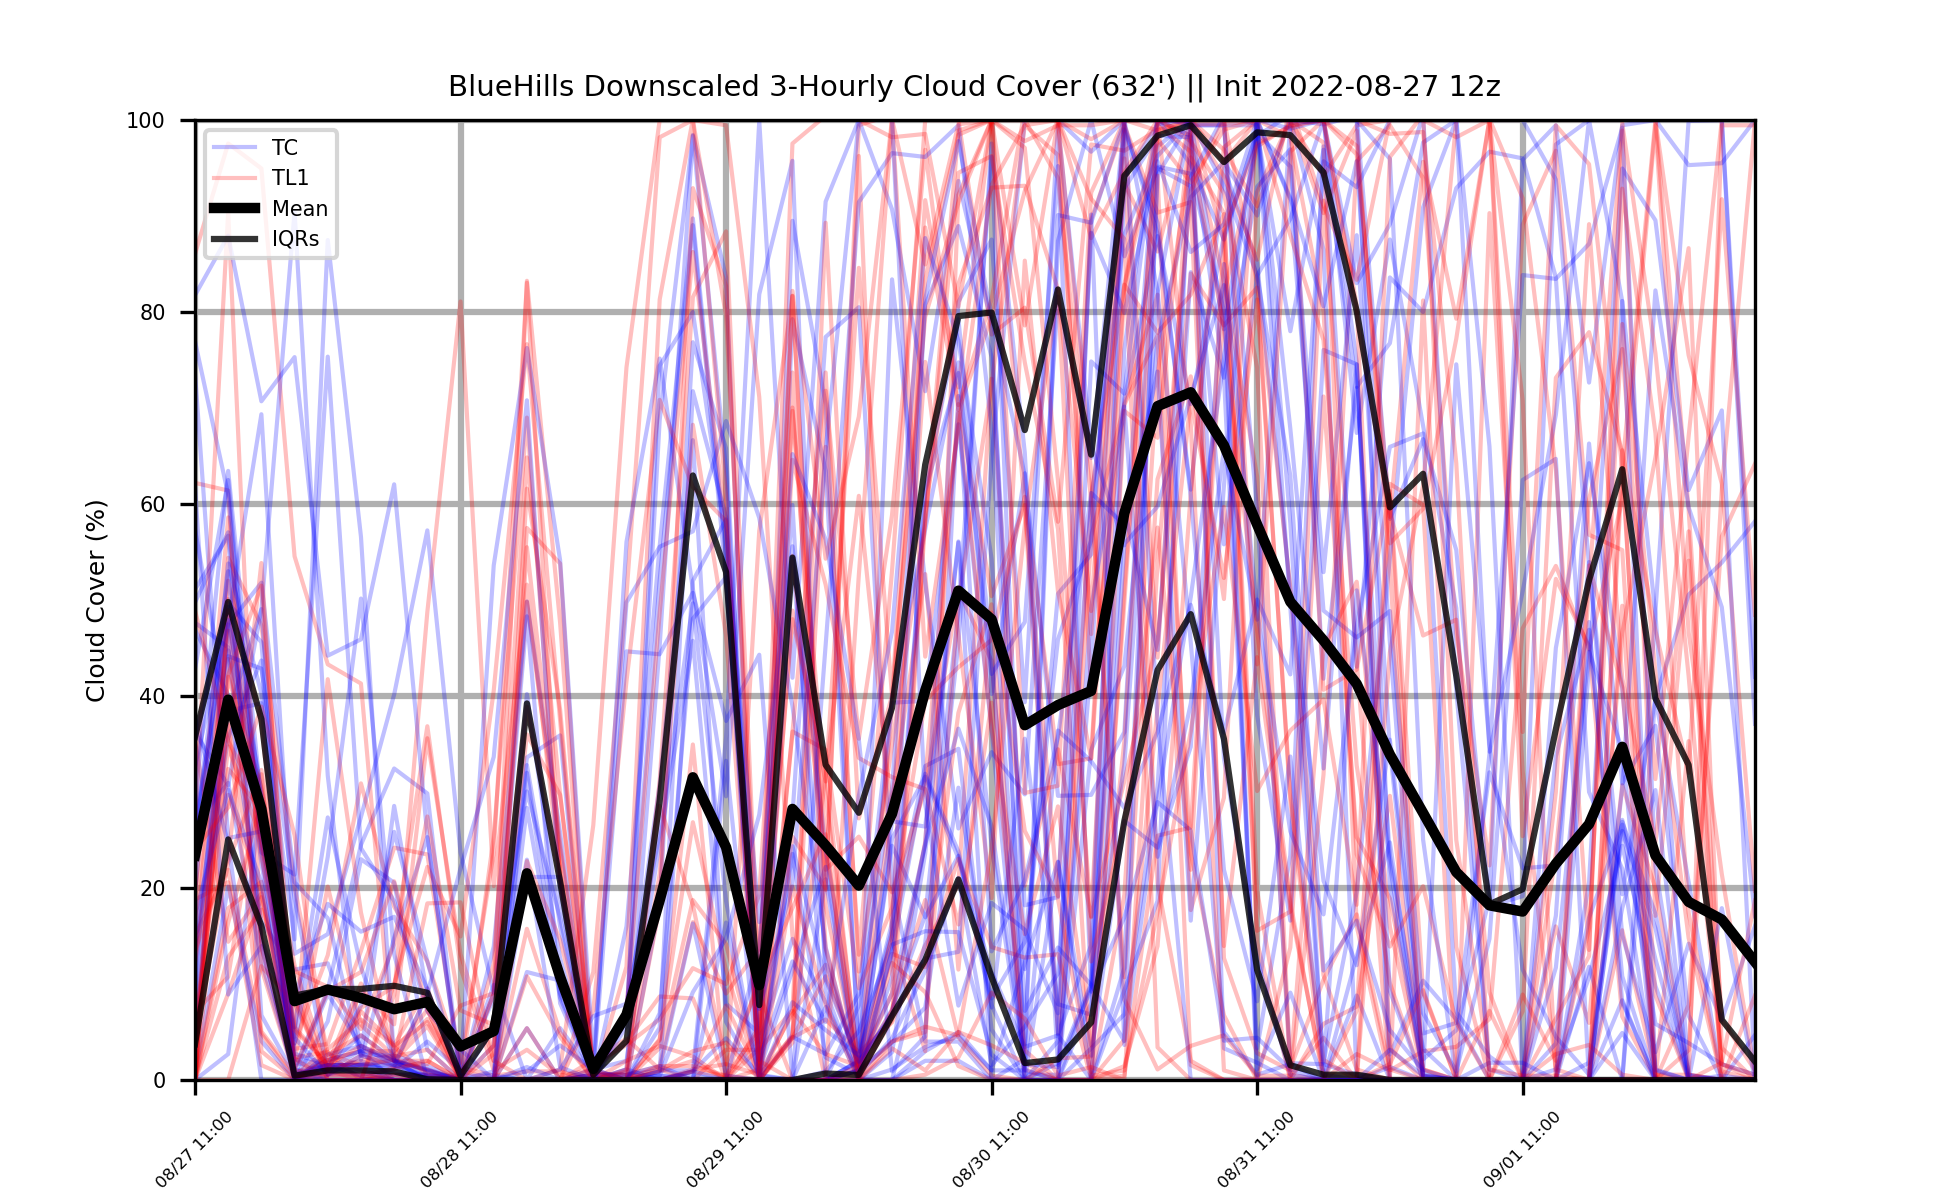 BlueHills Downscaled 3-Hourly Cloud Cover (632') || Init 2022-08-27 12z
100
80
60
40
20
0
Cloud Cover (%)
TC
TL1
Mean
IQRs
08/27 11:00
08/28 11:00
08/29 11:00
08/30 11:00
08/31 11:00
09/01 11:00